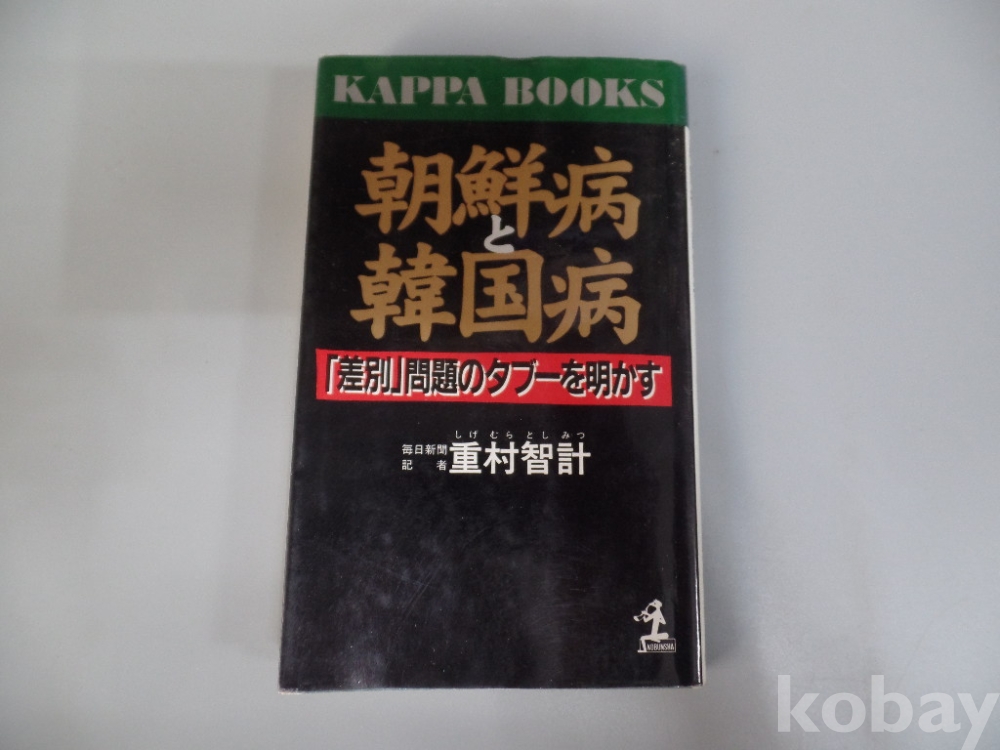 KAPPA BOOKS
朝鮮病
と
韓国病
「差別」問題のタブーを明かす
しげ むら とし みつ
毎日新聞
記者
重村智計
KOBUNSHA
kobay